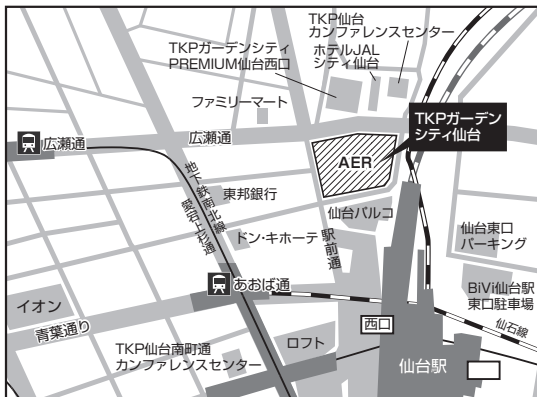 TKP仙台
カンファレンスセンター
TKPガーデンシティ
PREMIUM仙台西口
ホテルJAL
シティ仙台
ファミリーマート
TKPガーデン
シティ仙台
広瀬通
広瀬通
AER
地下鉄南北線
愛宕上杉通
東邦銀行
仙台パルコ
駅前通
仙台東口
パーキング
ドン・キホーテ
あおば通
BiVi仙台駅
東口駐車場
イオン
青葉通り
仙石線
西口
TKP仙台南町通
カンファレンスセンター
ロフト
仙台駅